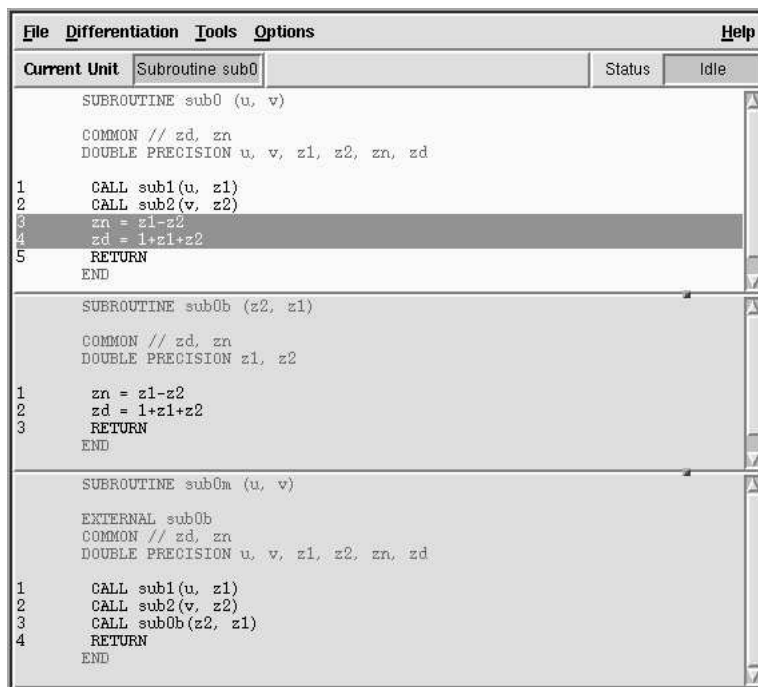 File Differentiation Tools Options Help
Current Unit Subroutine sub0 Status Idle
SUBROUTINE sub0 (u, v)
COMMON // zd, zn
DOUBLE PRECISION u, v, z1, z2, zn, zd
1 CALL sub1(u, z1)
2 CALL sub2(v, z2)
3 zn = z1-z2
4 zd = 1+z1+z2
5 RETURN
END
SUBROUTINE sub0b (z2, z1)
COMMON // zd, zn
DOUBLE PRECISION z1, z2
1 zn = z1-z2
2 zd = 1+z1+z2
3 RETURN
END
SUBROUTINE sub0m (u, v)
EXTERNAL sub0b
COMMON // zd, zn
DOUBLE PRECISION u, v, z1, z2, zn, zd
1 CALL sub1(u, z1)
2 CALL sub2(v, z2)
3 CALL sub0b(z2, z1)
4 RETURN
END